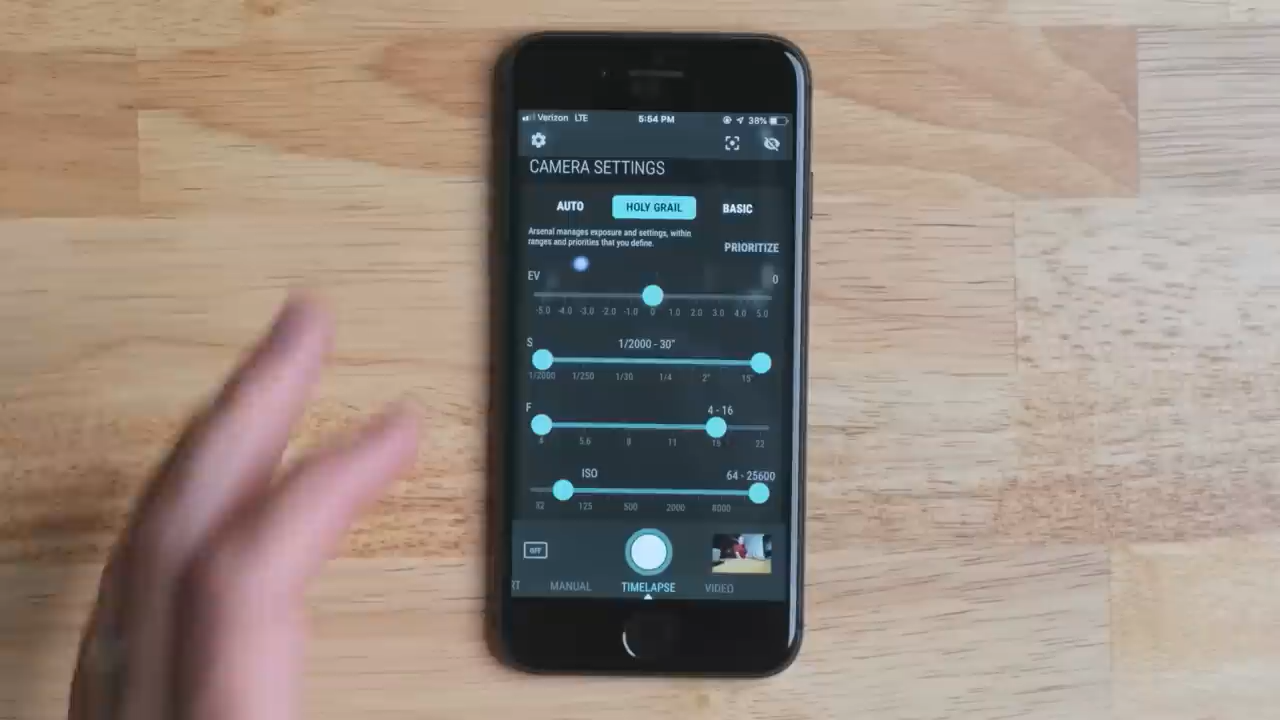 Verizon LTE 5:54 PM 38%
CAMERA SETTINGS
AUTO HOLY GRAIL BASIC
Arsenal manages exposure and settings, within
ranges and priorities that you define.
PRIORITIZE
EV 0
-5.0 -4.0 -3.0 -2.0 -1.0 0 1.0 2.0 3.0 4.0 5.0
S 1/2000 - 30"
1/2000 1/250 1/30 1/4 2" 15"
F 4 - 16
4 5.6 8 11 16 22
ISO 64 - 25600
32 125 500 2000 8000
OFF
RT MANUAL TIMELAPSE VIDEO